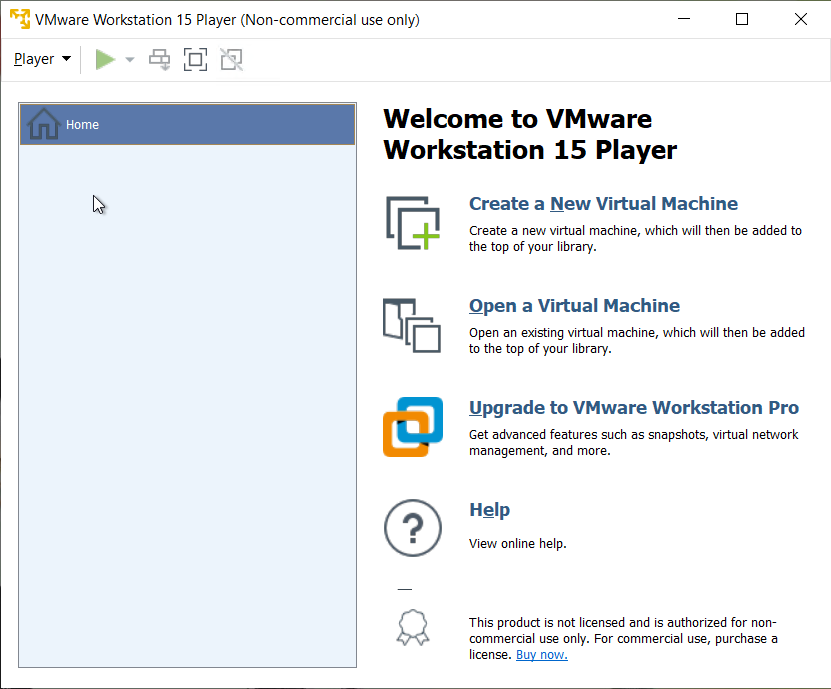 VMware Workstation 15 Player (Non-commercial use only)
Player
Home
Welcome to VMware
Workstation 15 Player
Create a New Virtual Machine
Create a new virtual machine, which will then be added to
the top of your library.
Open a Virtual Machine
Open an existing virtual machine, which will then be added
to the top of your library.
Upgrade to VMware Workstation Pro
Get advanced features such as snapshots, virtual network
management, and more.
Help
View online help.
This product is not licensed and is authorized for non-
commercial use only. For commercial use, purchase a
license. Buy now.